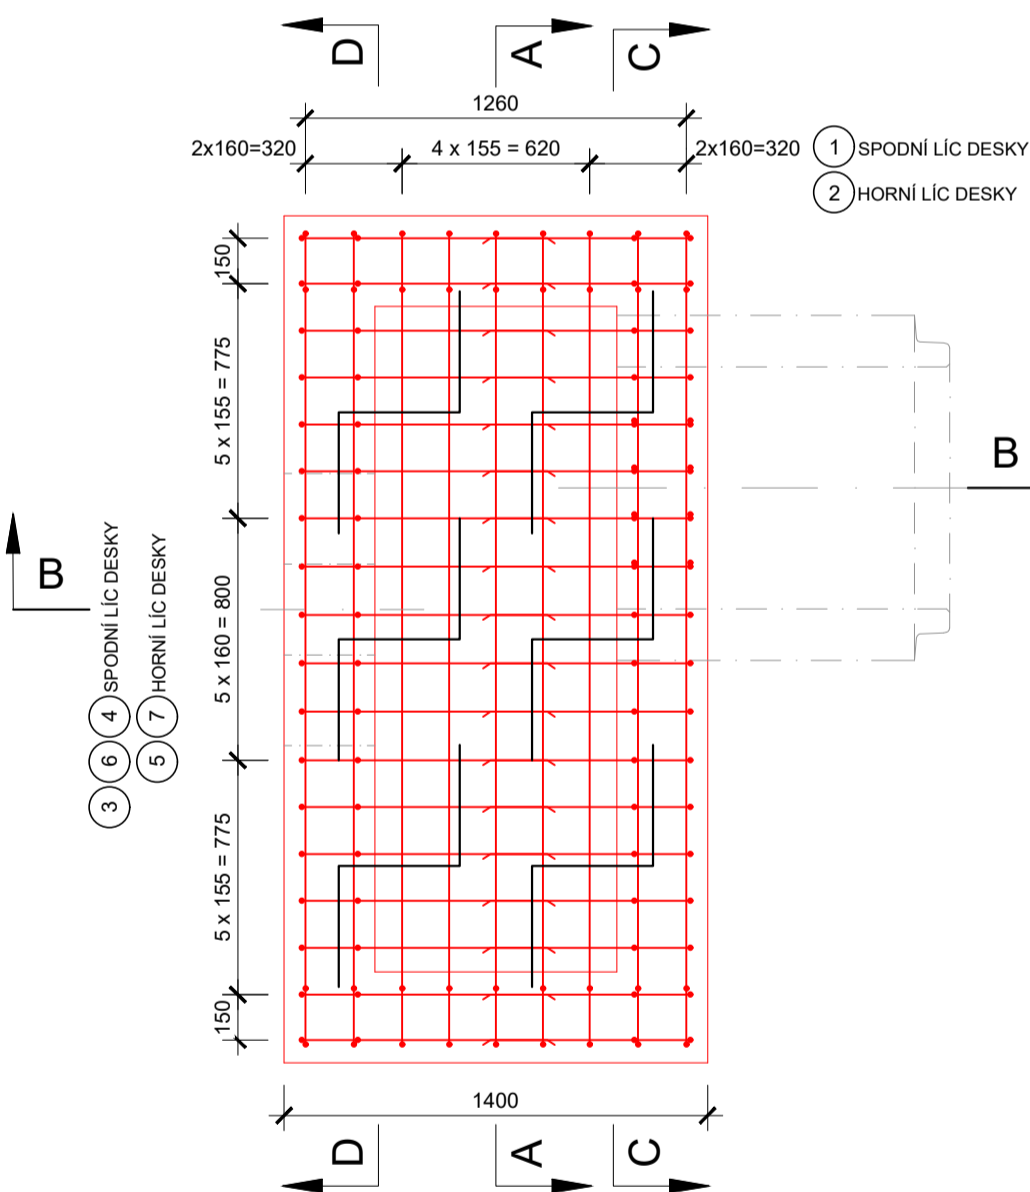 D
A
C
1260
2x160=320
4 x 155 = 620
2x160=320
1 SPODNÍ LÍC DESKY
2 HORNÍ LÍC DESKY
150
5 x 155 = 775
5 x 160 = 800
5 x 155 = 775
150
B
B
3 6 4 SPODNÍ LÍC DESKY
5 7 HORNÍ LÍC DESKY
1400
D
A
C